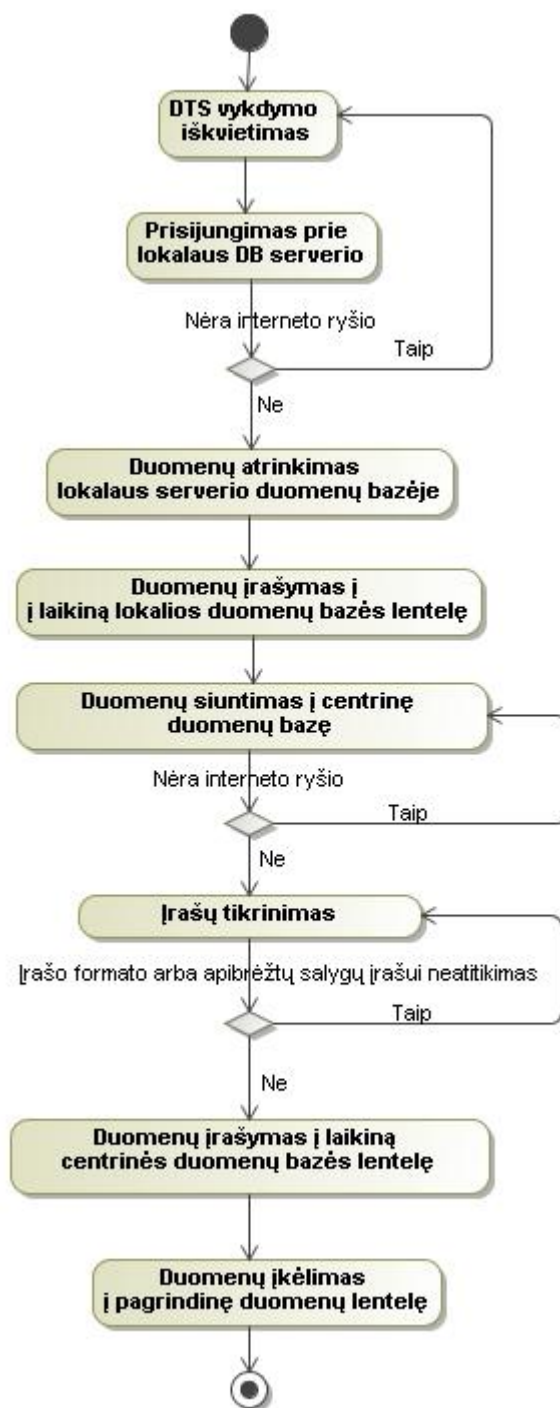 DTS vykdymo
iškvietimas
Prisijungimas prie
lokalaus DB serverio
Nėra interneto ryšio
Taip
Ne
Duomenų atrinkimas
lokalaus serverio duomenų bazėje
Duomenų įrašymas į
į laikiną lokalios duomenų bazės lentelę
Duomenų siuntimas į centrinę
duomenų bazę
Nėra interneto ryšio
Taip
Ne
Įrašų tikrinimas
Įrašo formato arba apibrėžtų salygų įrašui neatitikimas
Taip
Ne
Duomenų įrašymas į laikiną
centrinės duomenų bazės lentelę
Duomenų įkėlimas
į pagrindinę duomenų lentelę